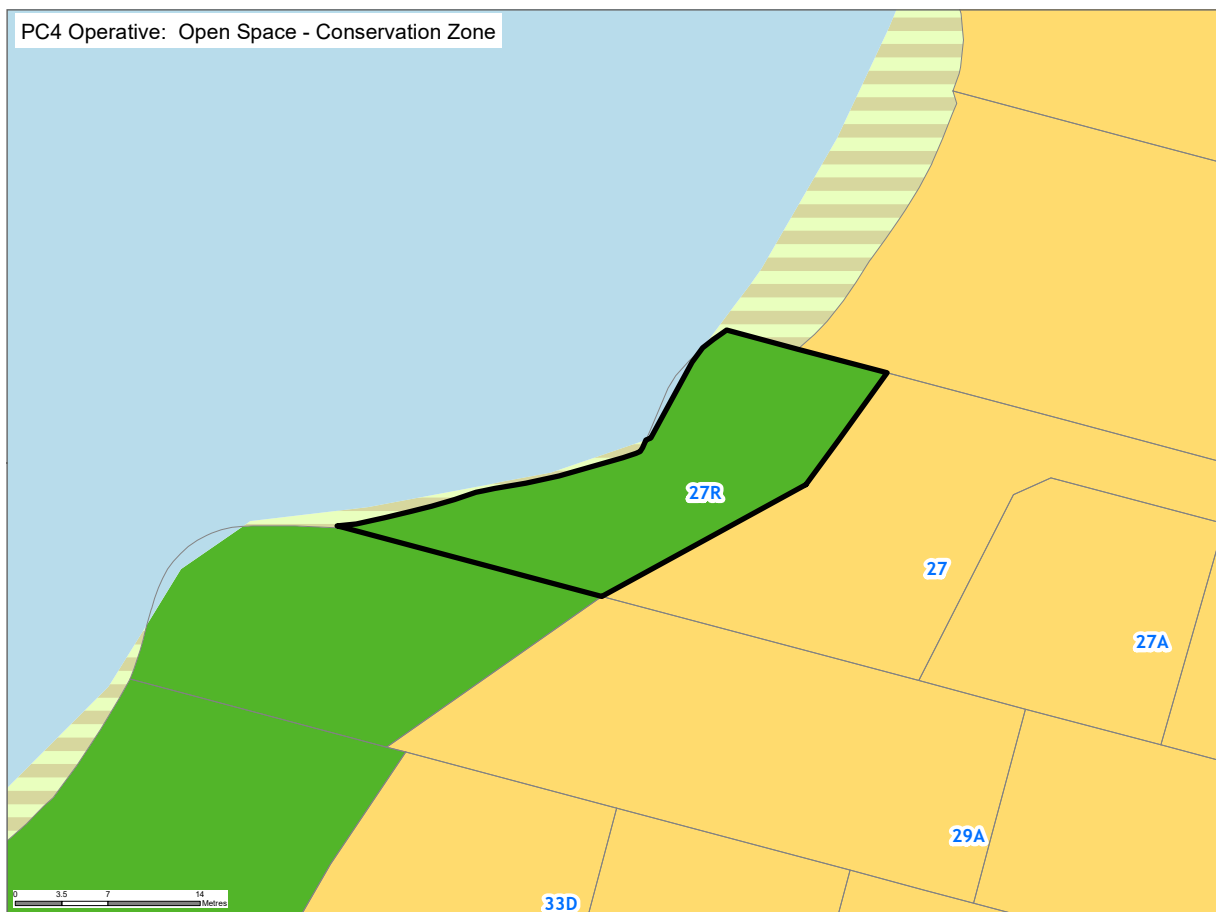 PC4 Operative:  Open Space - Conservation Zone
27R
27
27A
29A
33D
0 3.5 7 14
Metres